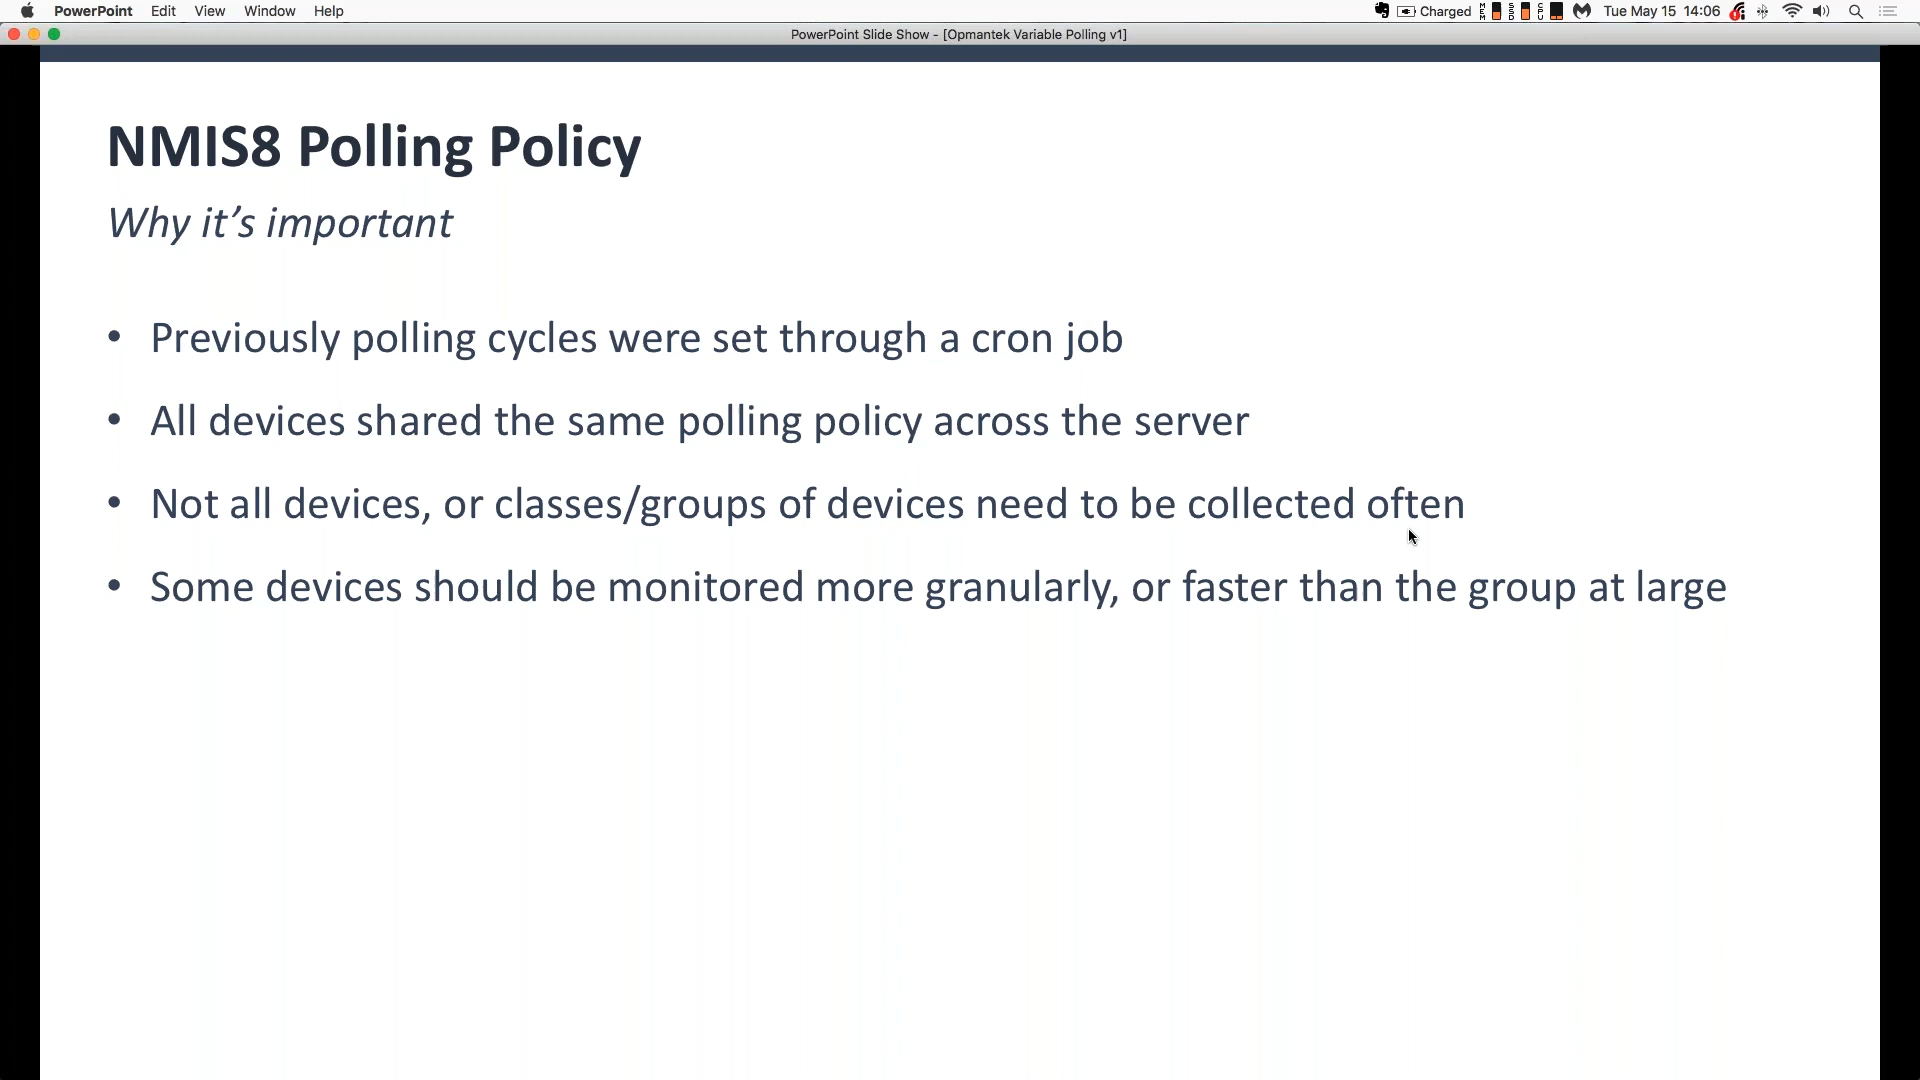 PowerPoint Edit View Window Help Charged MEM SSD CPU Tue May 15 14:06
PowerPoint Slide Show - [Opmantek Variable Polling v1]
NMIS8 Polling Policy
Why it's important
• Previously polling cycles were set through a cron job
• All devices shared the same polling policy across the server
• Not all devices, or classes/groups of devices need to be collected often
• Some devices should be monitored more granularly, or faster than the group at large